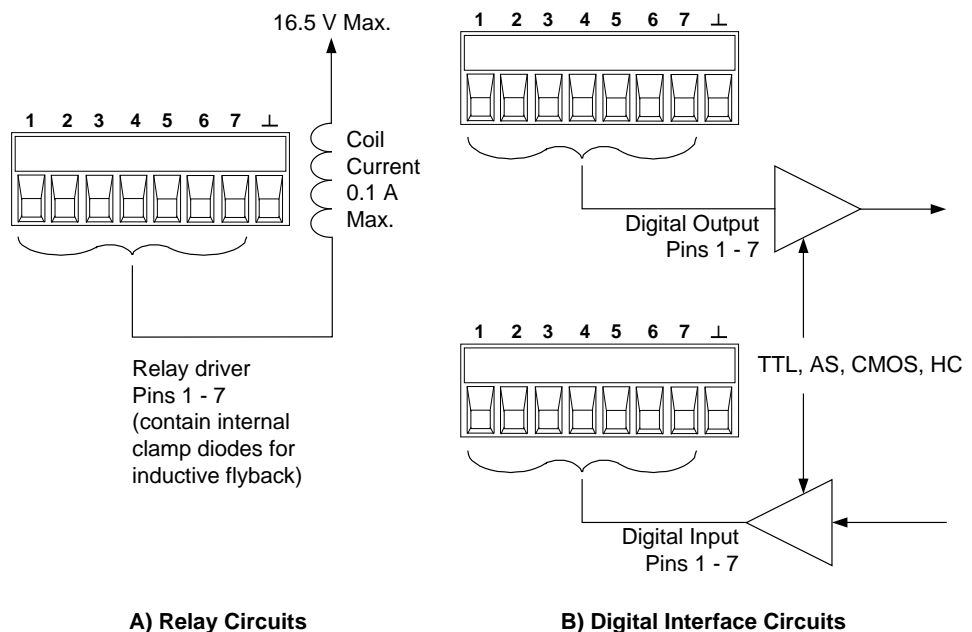 16.5 V Max.
1 2 3 4 5 6 7 ⊥
Coil
Current
0.1 A
Max.
Relay driver
Pins 1 - 7
(contain internal
clamp diodes for
inductive flyback)
A) Relay Circuits
1 2 3 4 5 6 7 ⊥
Digital Output
Pins 1 - 7
TTL, AS, CMOS, HC
1 2 3 4 5 6 7 ⊥
Digital Input
Pins 1 - 7
B) Digital Interface Circuits